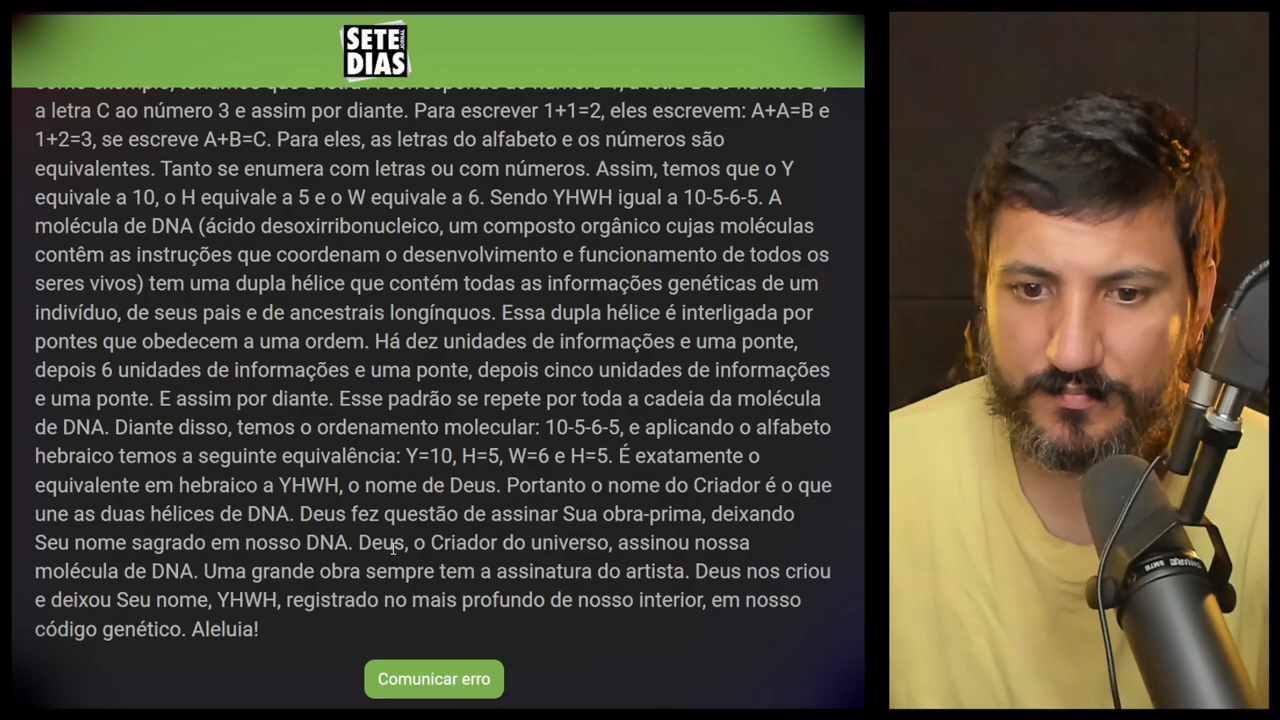 SETE
DIAS
JORNAL
a letra C ao número 3 e assim por diante. Para escrever 1+1=2, eles escrevem: A+A=B e
1+2=3, se escreve A+B=C. Para eles, as letras do alfabeto e os números são
equivalentes. Tanto se enumera com letras ou com números. Assim, temos que o Y
equivale a 10, o H equivale a 5 e o W equivale a 6. Sendo YHWH igual a 10-5-6-5. A
molécula de DNA (ácido desoxirribonucleico, um composto orgânico cujas moléculas
contêm as instruções que coordenam o desenvolvimento e funcionamento de todos os
seres vivos) tem uma dupla hélice que contém todas as informações genéticas de um
indivíduo, de seus pais e de ancestrais longínquos. Essa dupla hélice é interligada por
pontes que obedecem a uma ordem. Há dez unidades de informações e uma ponte,
depois 6 unidades de informações e uma ponte, depois cinco unidades de informações
e uma ponte. E assim por diante. Esse padrão se repete por toda a cadeia da molécula
de DNA. Diante disso, temos o ordenamento molecular: 10-5-6-5, e aplicando o alfabeto
hebraico temos a seguinte equivalência: Y=10, H=5, W=6 e H=5. É exatamente o
equivalente em hebraico a YHWH, o nome de Deus. Portanto o nome do Criador é o que
une as duas hélices de DNA. Deus fez questão de assinar Sua obra-prima, deixando
Seu nome sagrado em nosso DNA. Deus, o Criador do universo, assinou nossa
molécula de DNA. Uma grande obra sempre tem a assinatura do artista. Deus nos criou
e deixou Seu nome, YHWH, registrado no mais profundo de nosso interior, em nosso
código genético. Aleluia!
Comunicar erro
SHURE SM7B